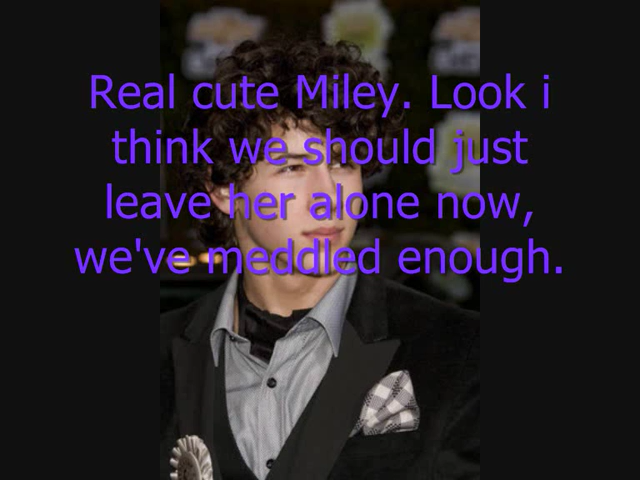 Real cute Miley. Look i
think we should just
leave her alone now,
we've meddled enough.